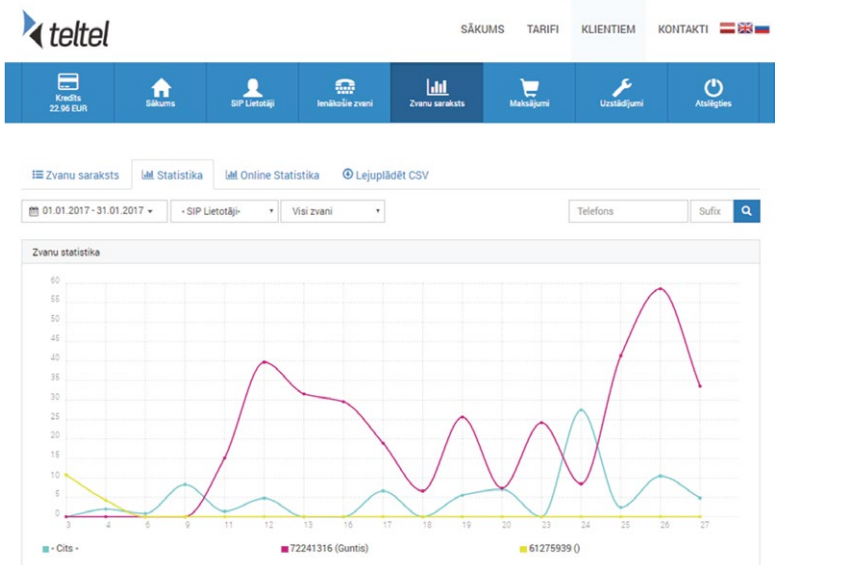 teltel
SĀKUMS TARIFI KLIENTIEM KONTAKTI
Kredīts
22.96 EUR
Sākums
SIP Lietotāji
Ienākošie zvani
Zvanu saraksts
Maksājumi
Uzstādījumi
Atslēgties
Zvanu saraksts Statistika Online Statistika Lejuplādēt CSV
01.01.2017 - 31.01.2017 - SIP Lietotāji- Visi zvani Telefons Sufix
Zvanu statistika
60
55
50
45
40
35
30
25
20
15
10
5
0
3 4 6 9 11 12 13 16 17 18 19 20 23 24 25 26 27
- Cits - 72241316 (Guntis) 61275939 ()